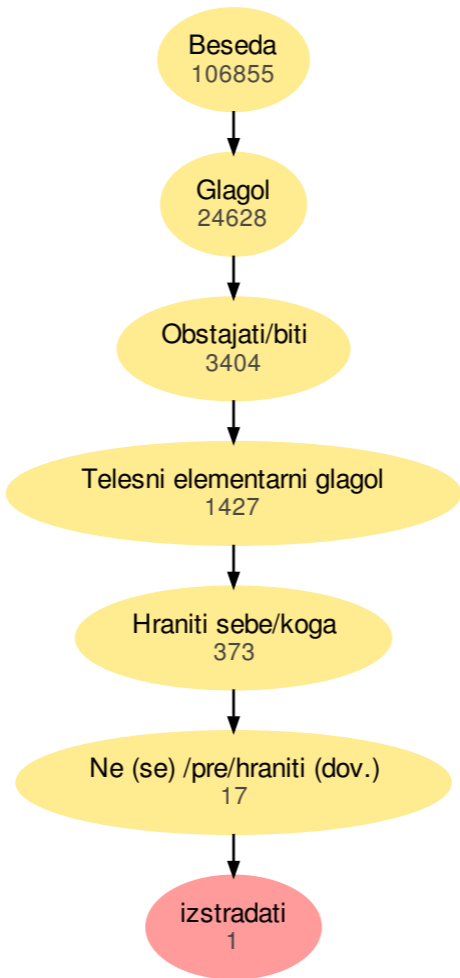 Beseda
106855
Glagol
24628
Obstajati/biti
3404
Telesni elementarni glagol
1427
Hraniti sebe/koga
373
Ne (se) /pre/hraniti (dov.)
17
izstradati
1